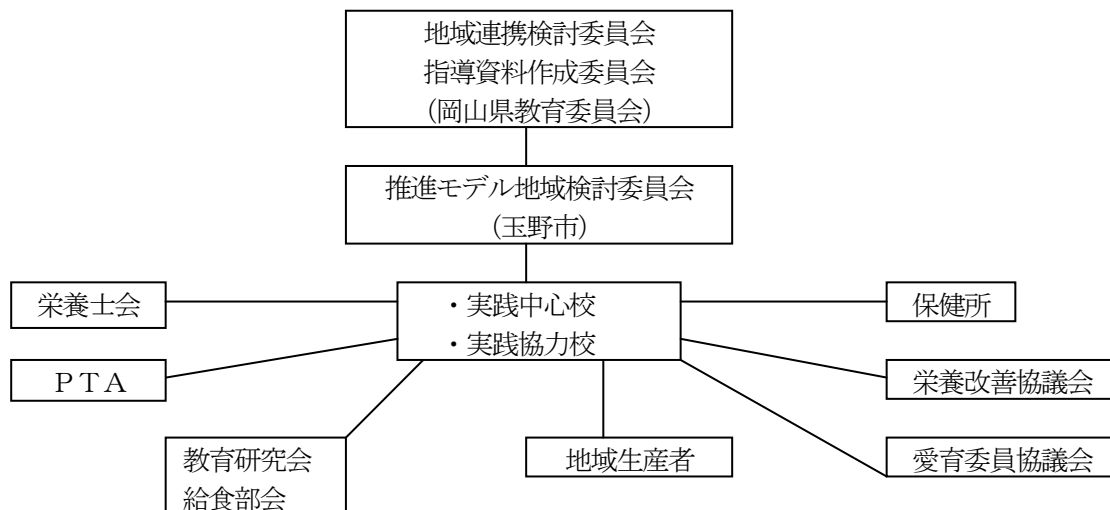 地域連携検討委員会
指導資料作成委員会
(岡山県教育委員会)
推進モデル地域検討委員会
(玉野市)
栄養士会
・実践中心校
・実践協力校
保健所
ＰＴＡ
栄養改善協議会
教育研究会
給食部会
地域生産者
愛育委員協議会